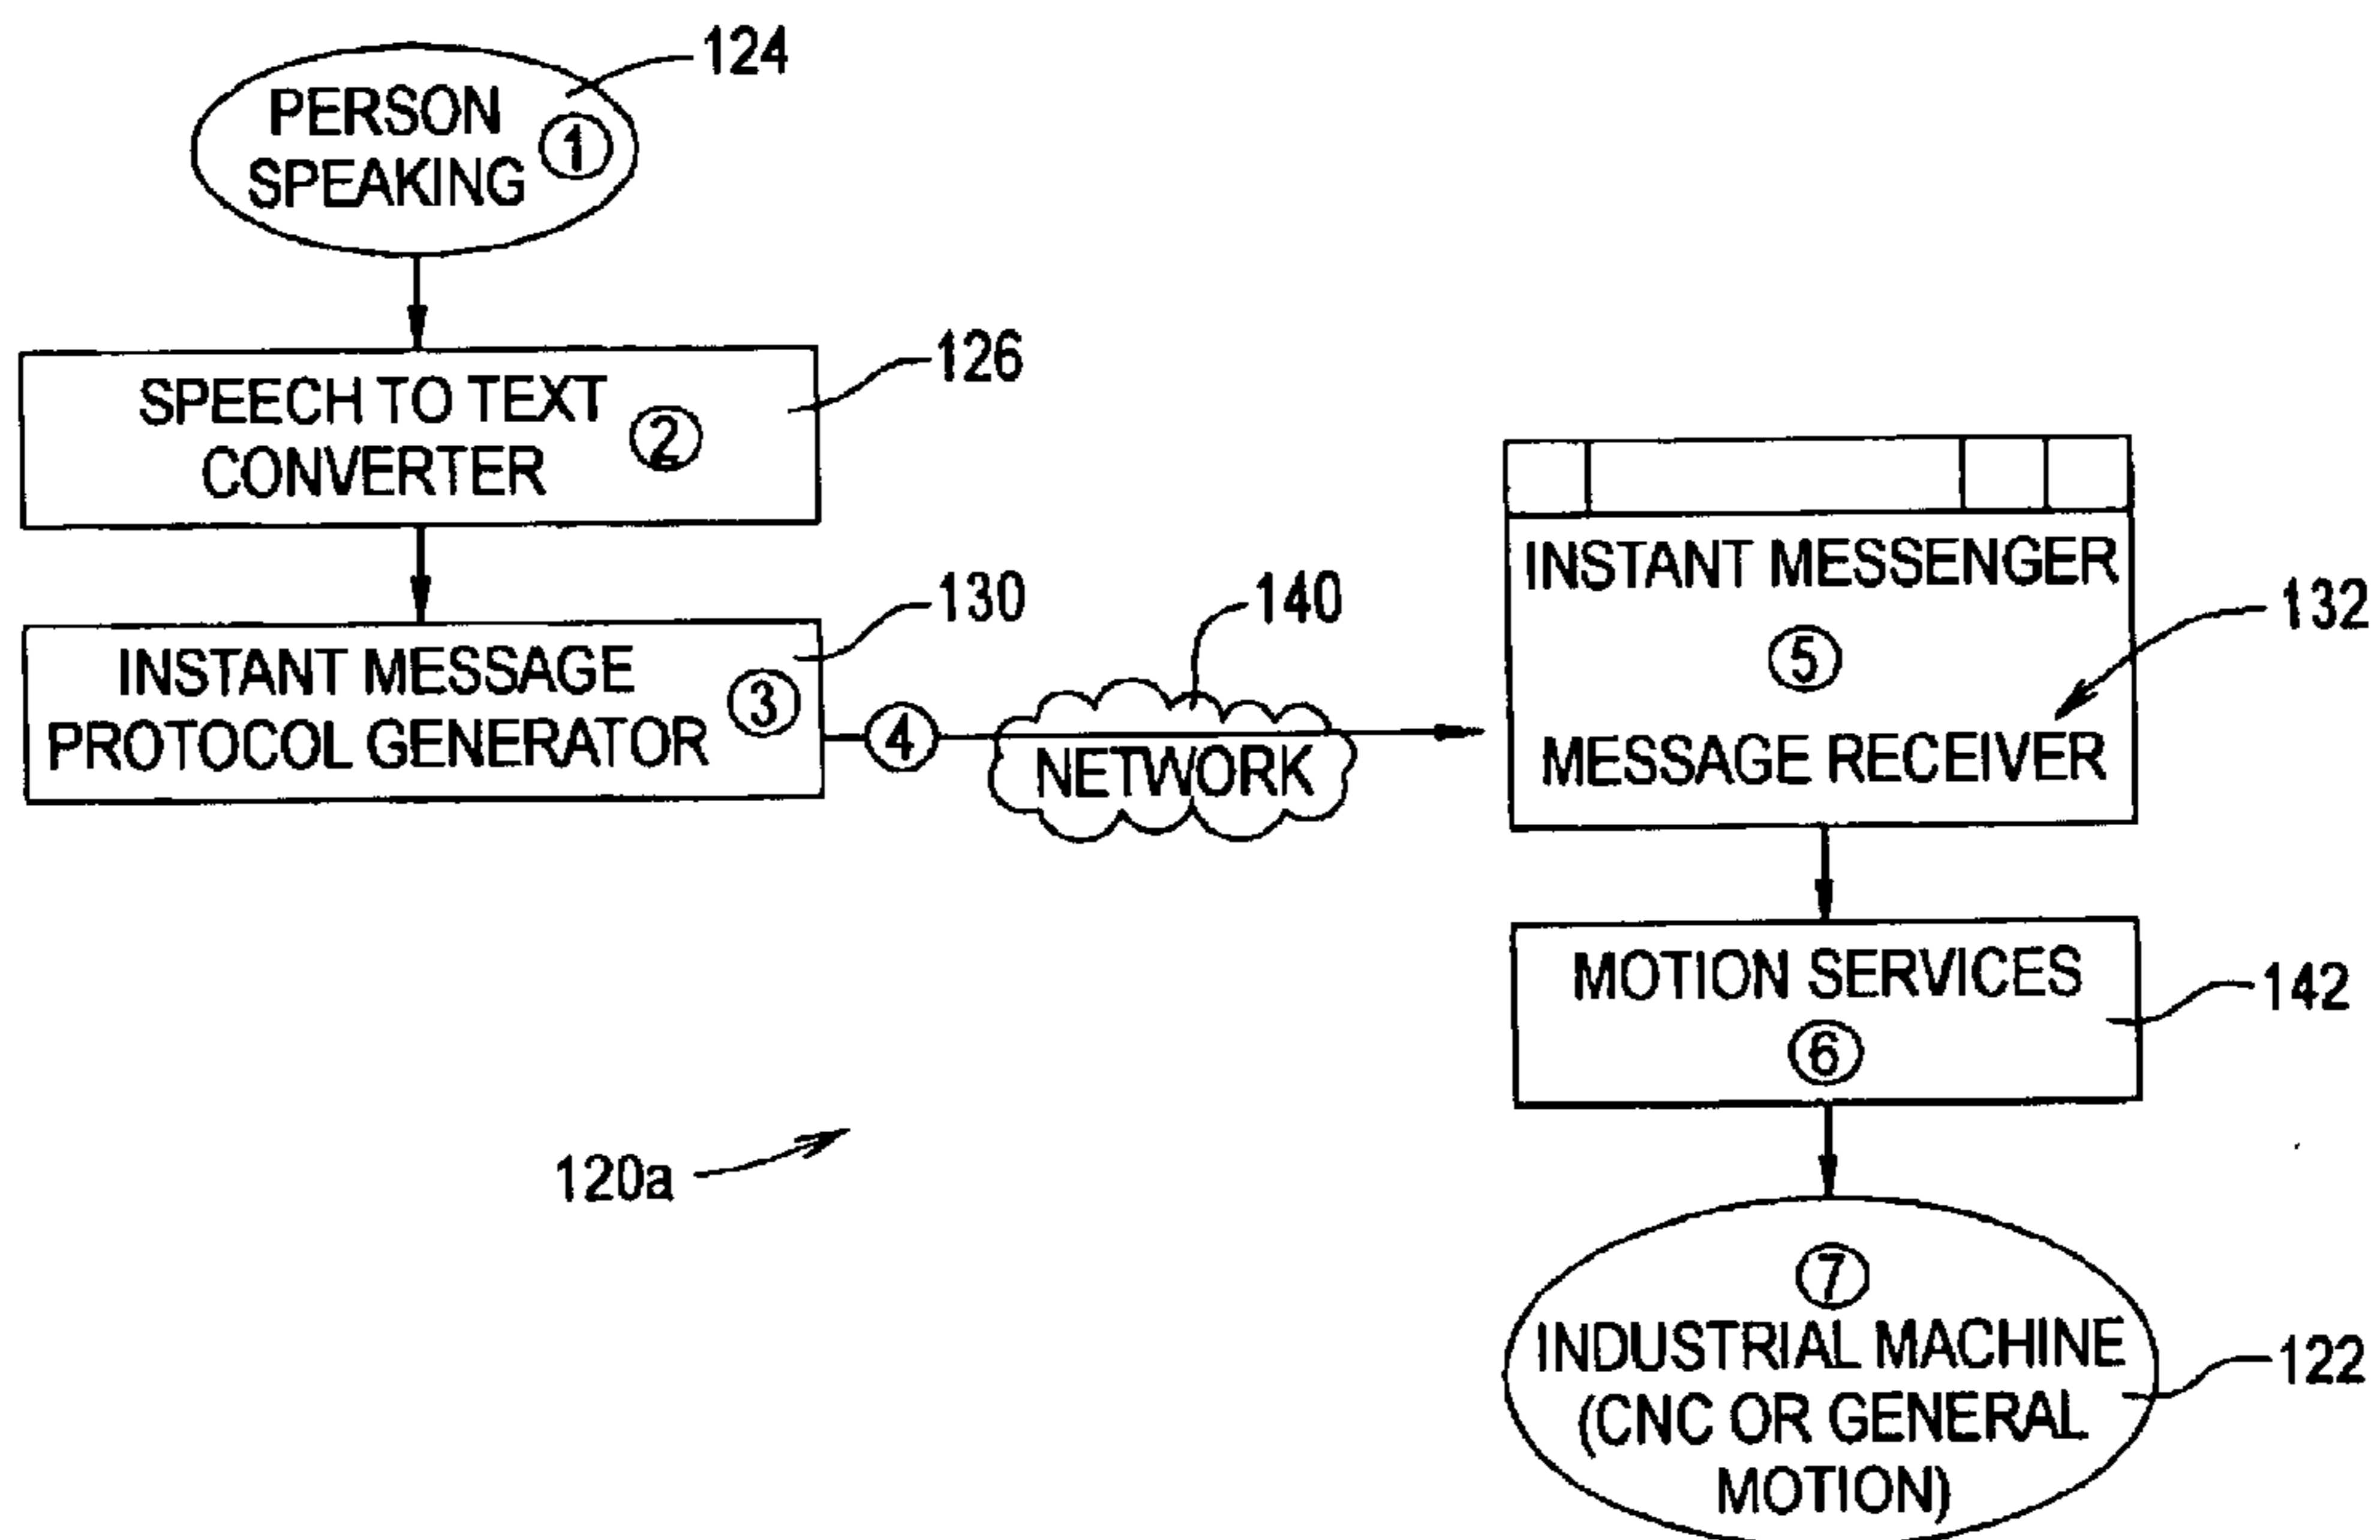 124
PERSON
SPEAKING ①
126
SPEECH TO TEXT
CONVERTER ②
130
INSTANT MESSAGE
PROTOCOL GENERATOR ③
④
140
NETWORK
INSTANT MESSENGER
⑤
132
MESSAGE RECEIVER
MOTION SERVICES
142
⑥
120a
⑦
INDUSTRIAL MACHINE
122
(CNC OR GENERAL
MOTION)